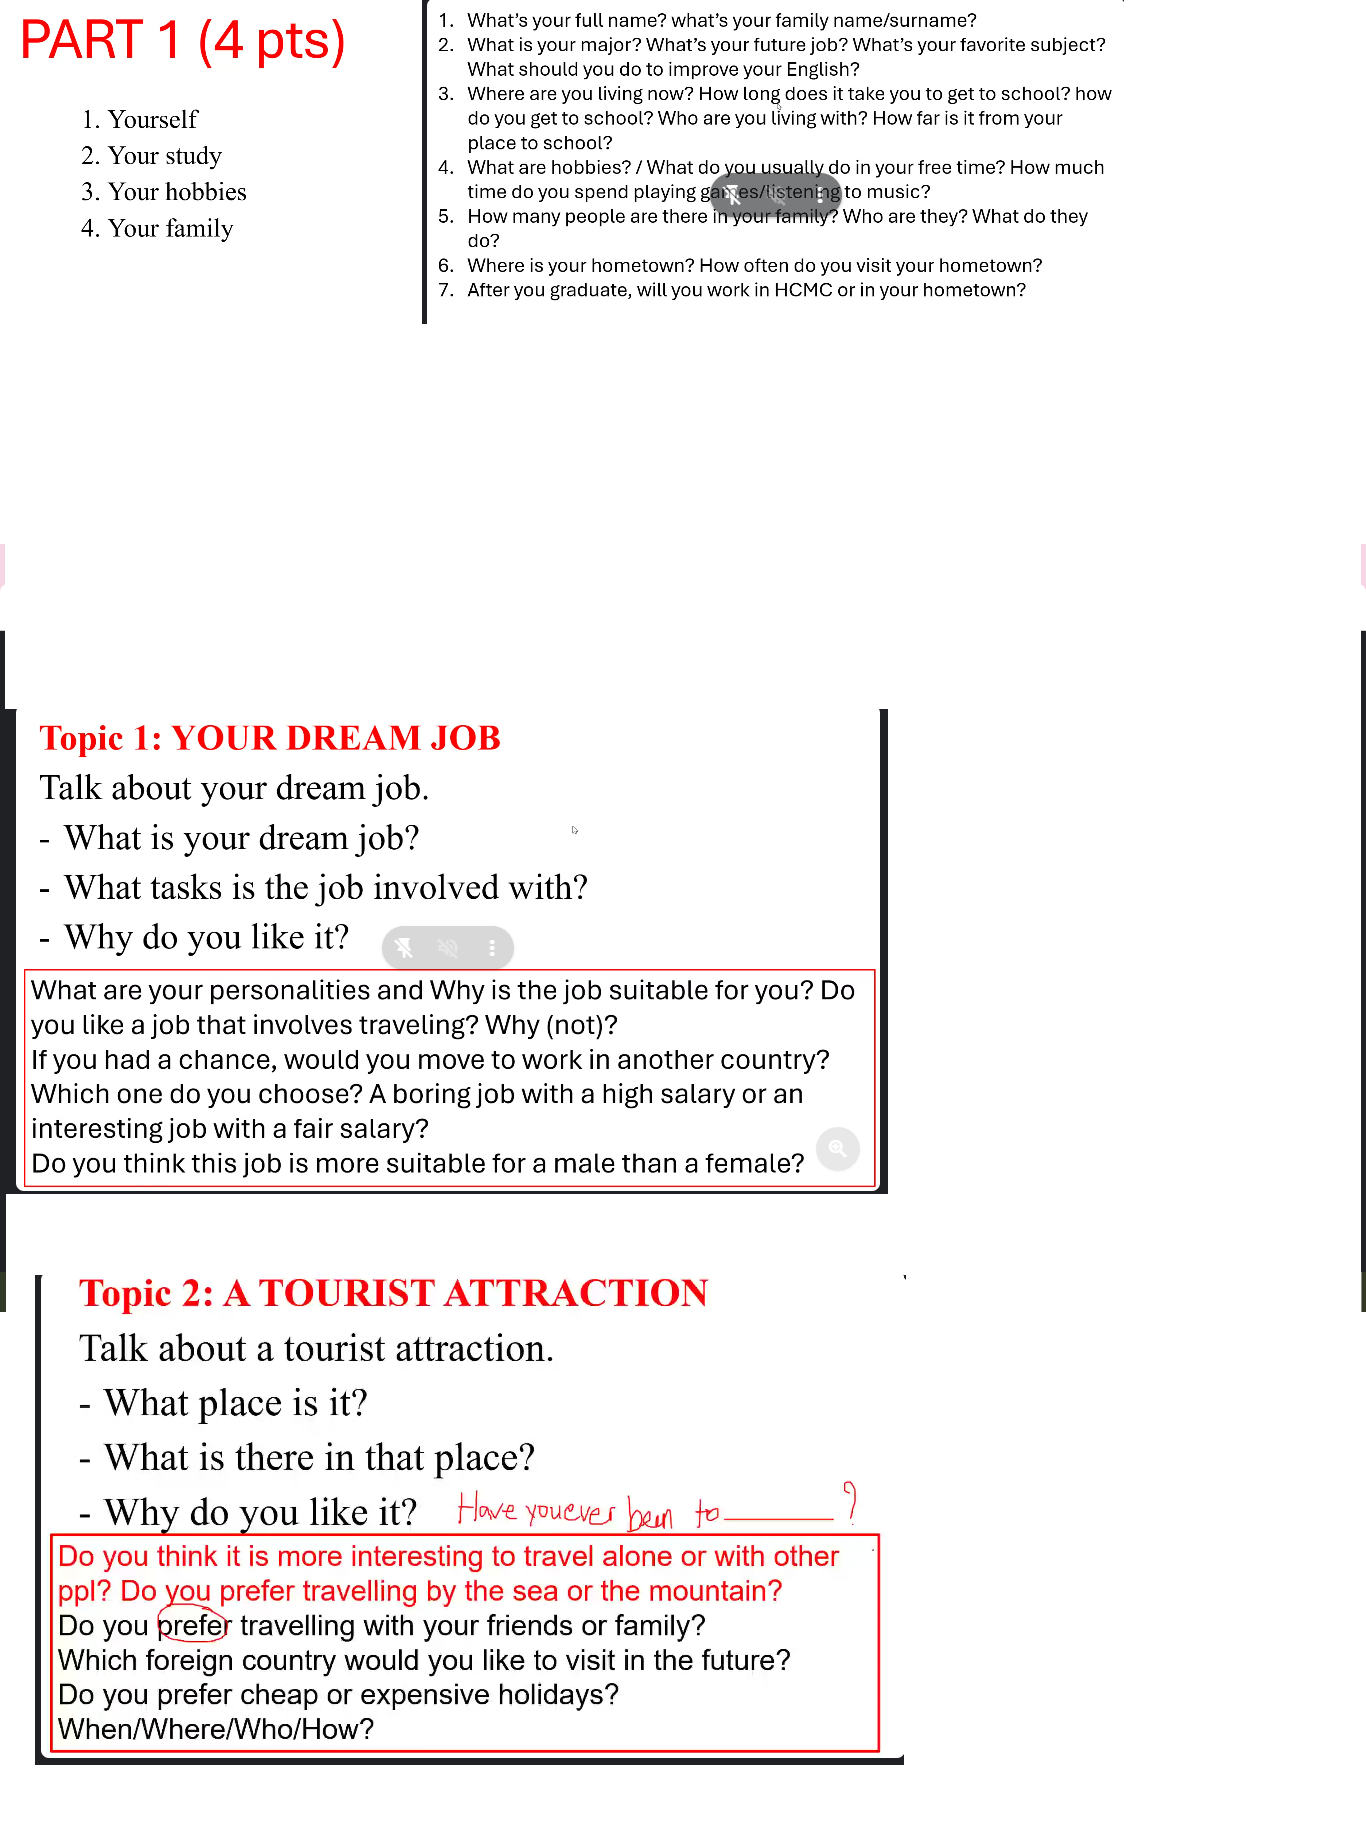 PART 1 (4 pts)
1. Yourself
2. Your study
3. Your hobbies
4. Your family
1. What's your full name? what's your family name/surname?
2. What is your major? What's your future job? What's your favorite subject?
What should you do to improve your English?
3. Where are you living now? How long does it take you to get to school? how
do you get to school? Who are you living with? How far is it from your
place to school?
4. What are hobbies? / What do you usually do in your free time? How much
time do you spend playing games/listening to music?
5. How many people are there in your family? Who are they? What do they
do?
6. Where is your hometown? How often do you visit your hometown?
7. After you graduate, will you work in HCMC or in your hometown?
Topic 1: YOUR DREAM JOB
Talk about your dream job.
- What is your dream job?
- What tasks is the job involved with?
- Why do you like it?
What are your personalities and Why is the job suitable for you? Do
you like a job that involves traveling? Why (not)?
If you had a chance, would you move to work in another country?
Which one do you choose? A boring job with a high salary or an
interesting job with a fair salary?
Do you think this job is more suitable for a male than a female?
Topic 2: A TOURIST ATTRACTION
Talk about a tourist attraction.
- What place is it?
- What is there in that place?
- Why do you like it? Have you ever been to ________ ?
Do you think it is more interesting to travel alone or with other
ppl? Do you prefer travelling by the sea or the mountain?
Do you prefer travelling with your friends or family?
Which foreign country would you like to visit in the future?
Do you prefer cheap or expensive holidays?
When/Where/Who/How?